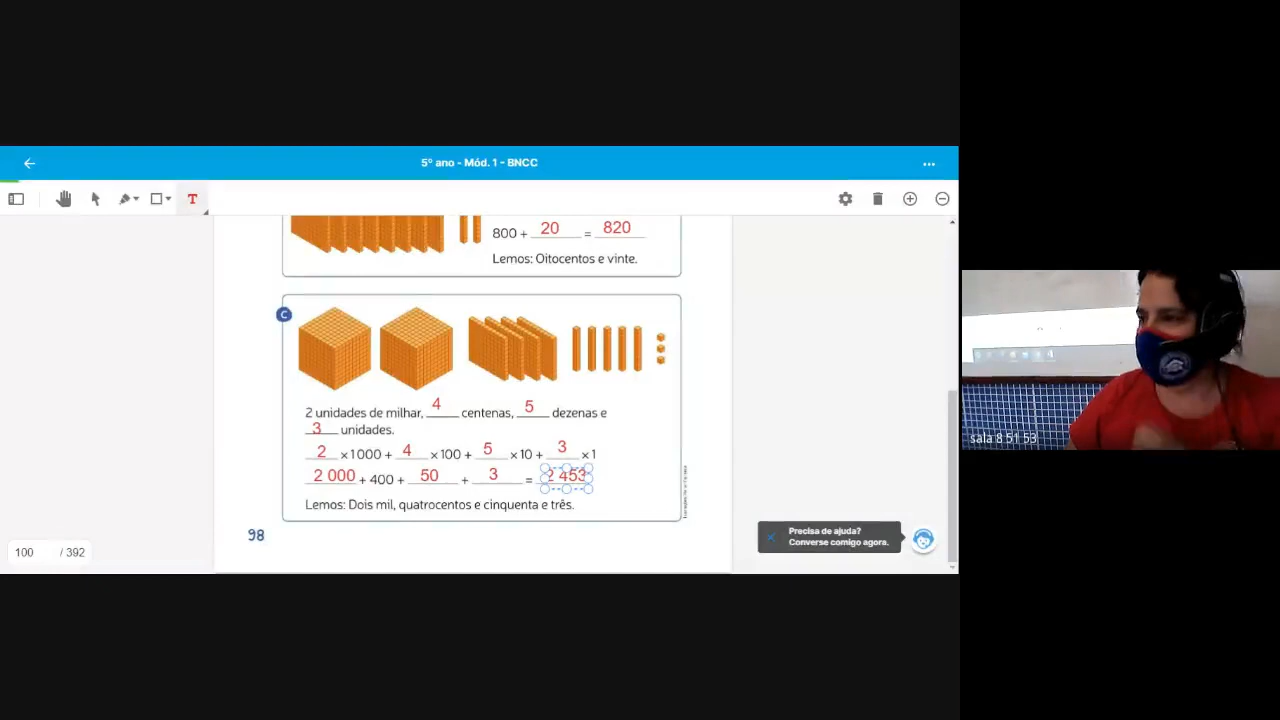 5º ano - Mód. 1 - BNCC
T
800 + 20 = 820
Lemos: Oitocentos e vinte.
C
2 unidades de milhar, 4 centenas, 5 dezenas e
3 unidades.
2 ×1 000 + 4 ×100 + 5 ×10 + 3 ×1
2 000 + 400 + 50 + 3 = 2 453
Lemos: Dois mil, quatrocentos e cinquenta e três.
98
100 / 392
Precisa de ajuda?
Converse comigo agora.
sala 8 51 53